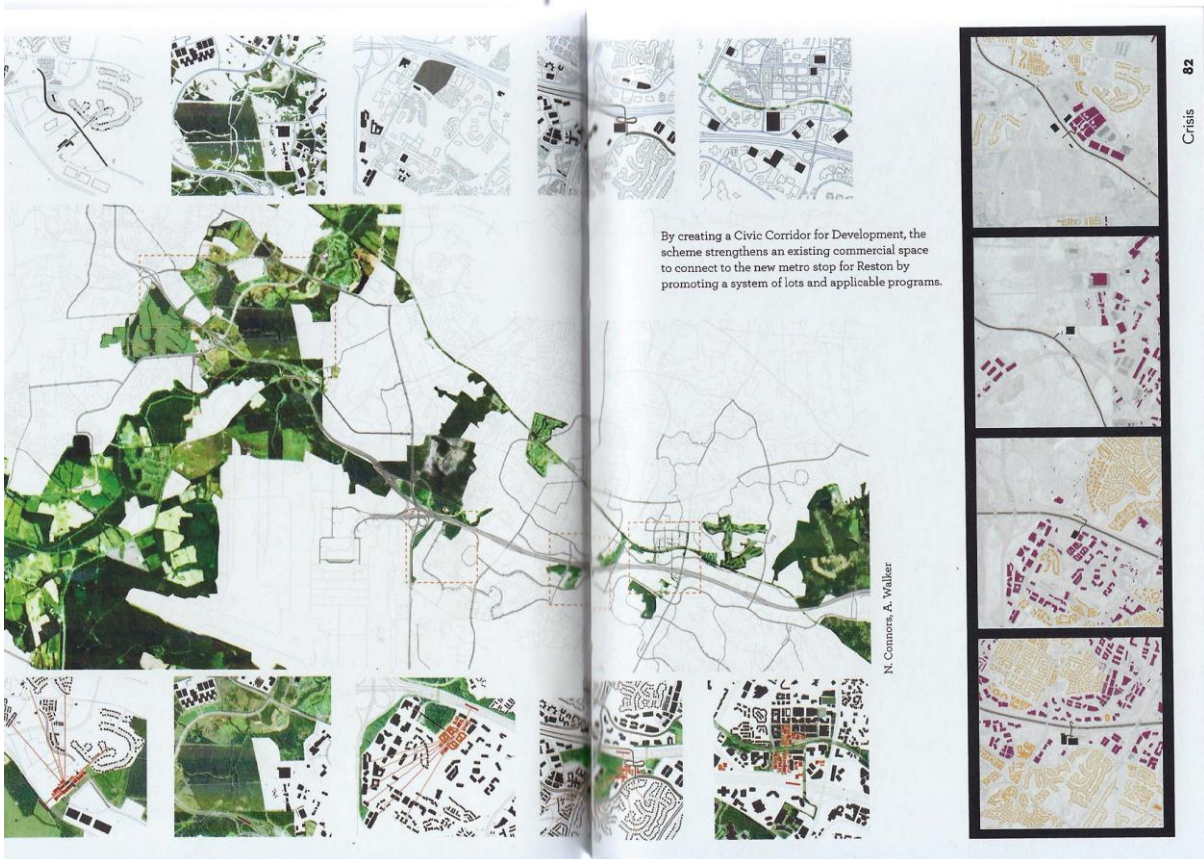 By creating a Civic Corridor for Development, the
scheme strengthens an existing commercial space
to connect to the new metro stop for Reston by
promoting a system of lots and applicable programs.
N. Connors, A. Walker
Crisis 82